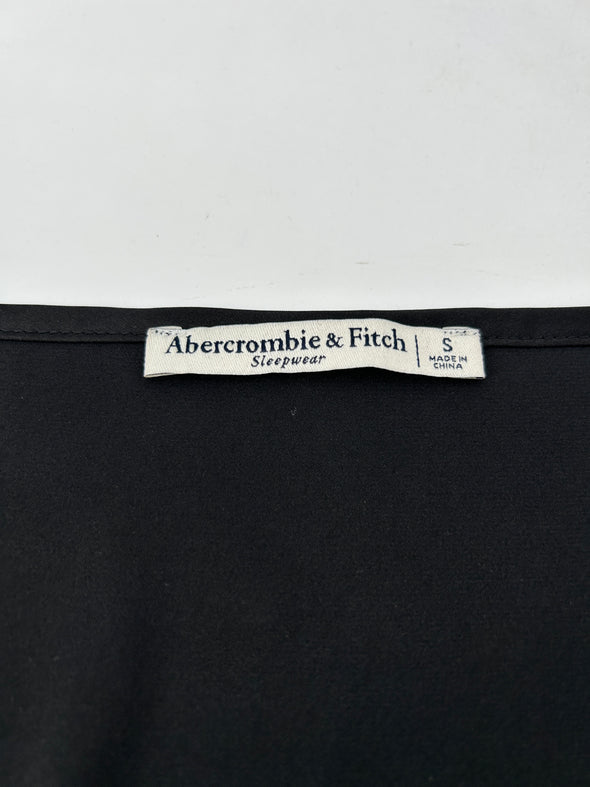 Abercrombie & Fitch
Sleepwear
S
MADE IN
CHINA